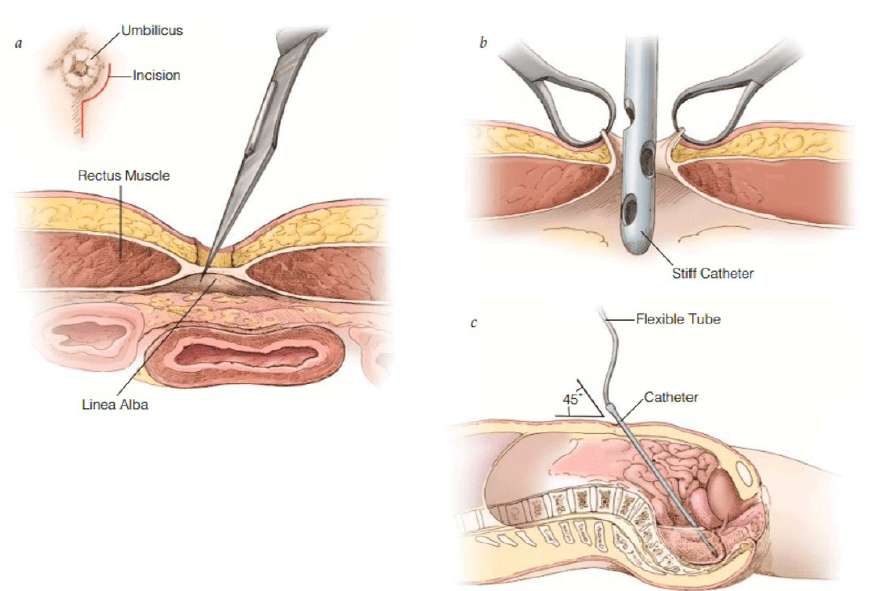 a
Umbilicus
Incision
Rectus Muscle
Linea Alba
b
Stiff Catheter
c
Flexible Tube
45°
Catheter